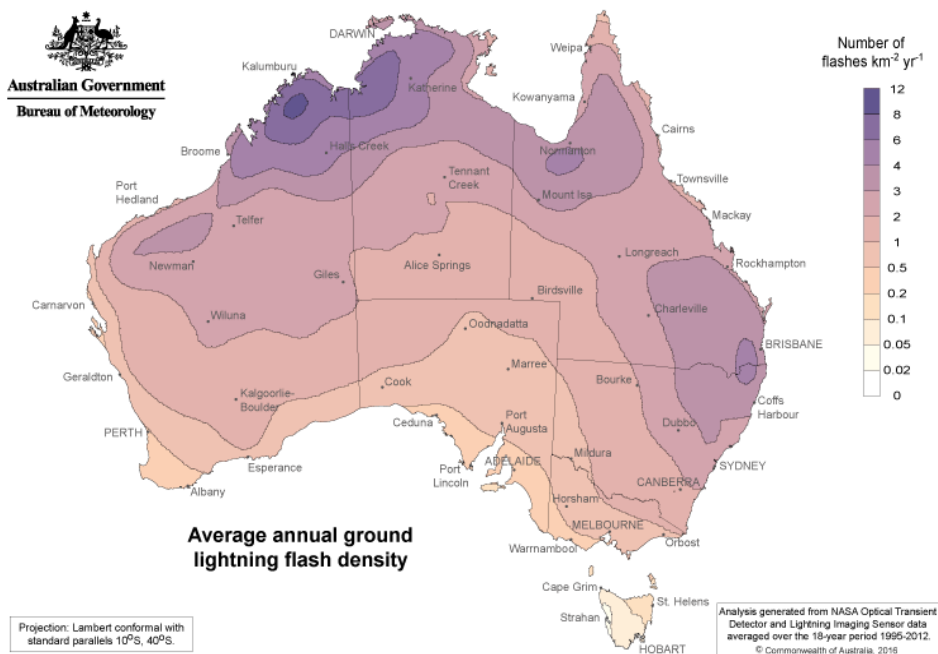 Australian Government
Bureau of Meteorology
DARWIN
Weipa
Kalumburu
Katherine
Kowanyama
Cairns
Broome
Halls Creek
Normanton
Townsville
Tennant
Creek
Mount Isa
Port
Hedland
Mackay
Telfer
Longreach
Newman
Giles
Alice Springs
Rockhampton
Carnarvon
Birdsville
Charleville
Wiluna
Oodnadatta
BRISBANE
Geraldton
Marree
Cook
Bourke
Kalgoorlie-
Boulder
Coffs
Harbour
Ceduna
Port
Augusta
Dubbo
PERTH
Esperance
Port
Lincoln
ADELAIDE
Mildura
SYDNEY
Albany
CANBERRA
Horsham
MELBOURNE
Warrnambool
Orbost
Cape Grim
St. Helens
Strahan
HOBART
Number of
flashes km-2 yr-1
12
8
6
4
3
2
1
0.5
0.2
0.1
0.05
0.02
0
Average annual ground
lightning flash density
Projection: Lambert conformal with
standard parallels 10°S, 40°S.
Analysis generated from NASA Optical Transient
Detector and Lightning Imaging Sensor data
averaged over the 18-year period 1995-2012.
© Commonwealth of Australia, 2016